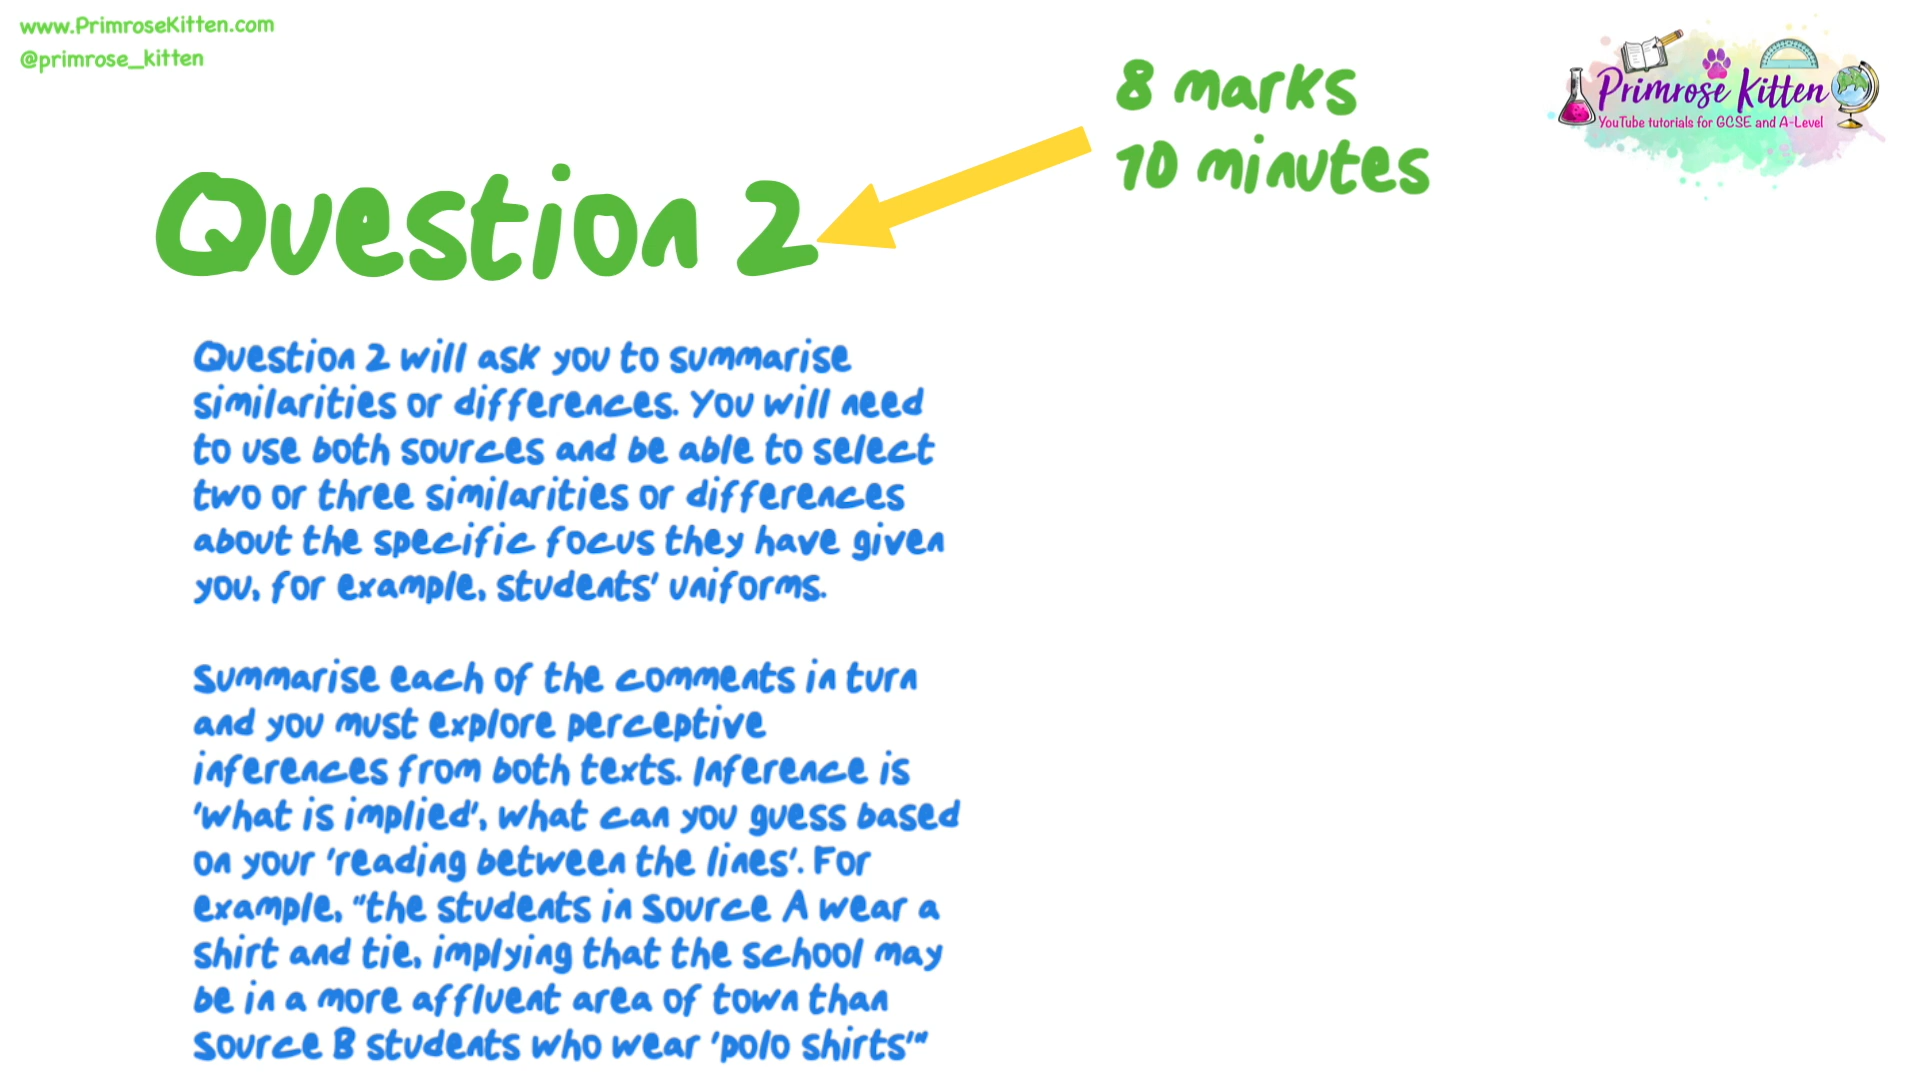 www.PrimroseKitten.com
@primrose_kitten
8 marks
10 minutes
Primrose Kitten
YouTube tutorials for GCSE and A-Level
Question 2
Question 2 will ask you to summarise
similarities or differences. You will need
to use both sources and be able to select
two or three similarities or differences
about the specific focus they have given
you, for example, students' uniforms.
Summarise each of the comments in turn
and you must explore perceptive
inferences from both texts. Inference is
'what is implied', what can you guess based
on your 'reading between the lines'. For
example, "the students in Source A wear a
shirt and tie, implying that the school may
be in a more affluent area of town than
Source B students who wear 'polo shirts'"